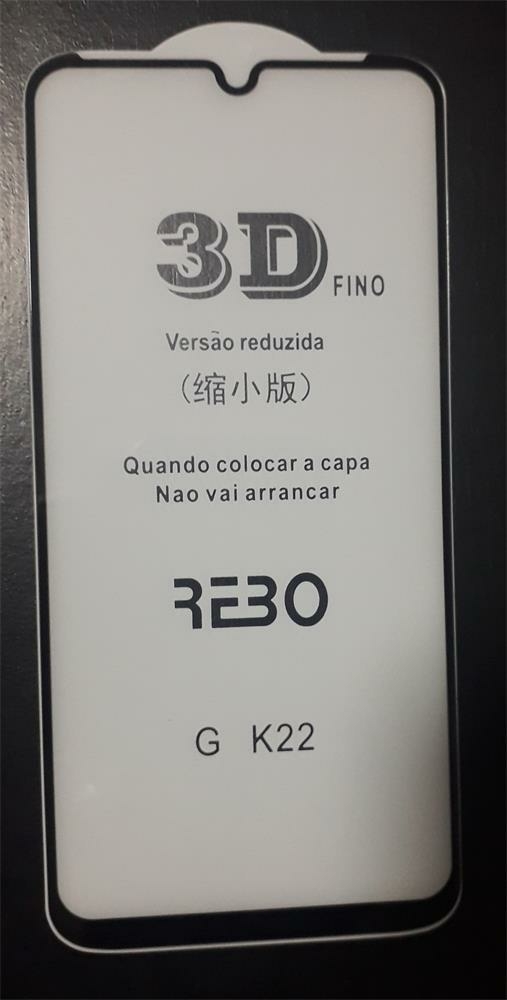 3D FINO
Versão reduzida
（缩小版）
Quando colocar a capa
Nao vai arrancar
REBO
G K22